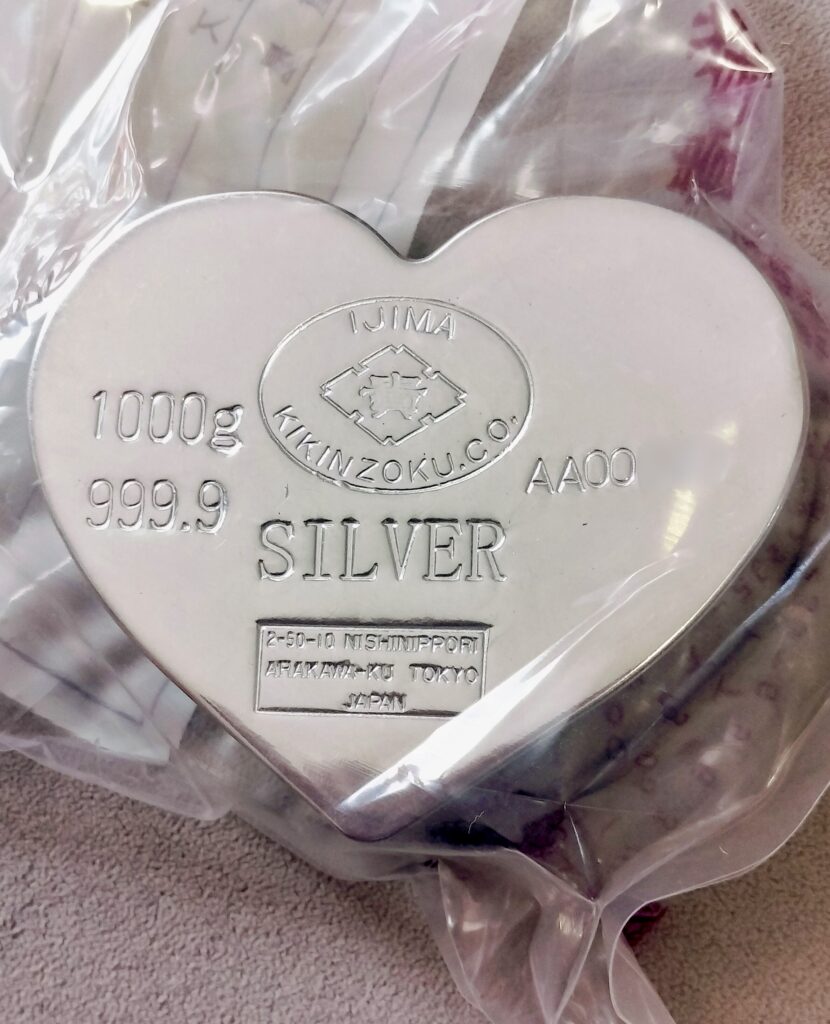 IJIMA
KIKINZOKU.CO.
1000g
999.9
AA00
SILVER
2-50-10 NISHINIPPORI
ARAKAWA-KU TOKYO
JAPAN